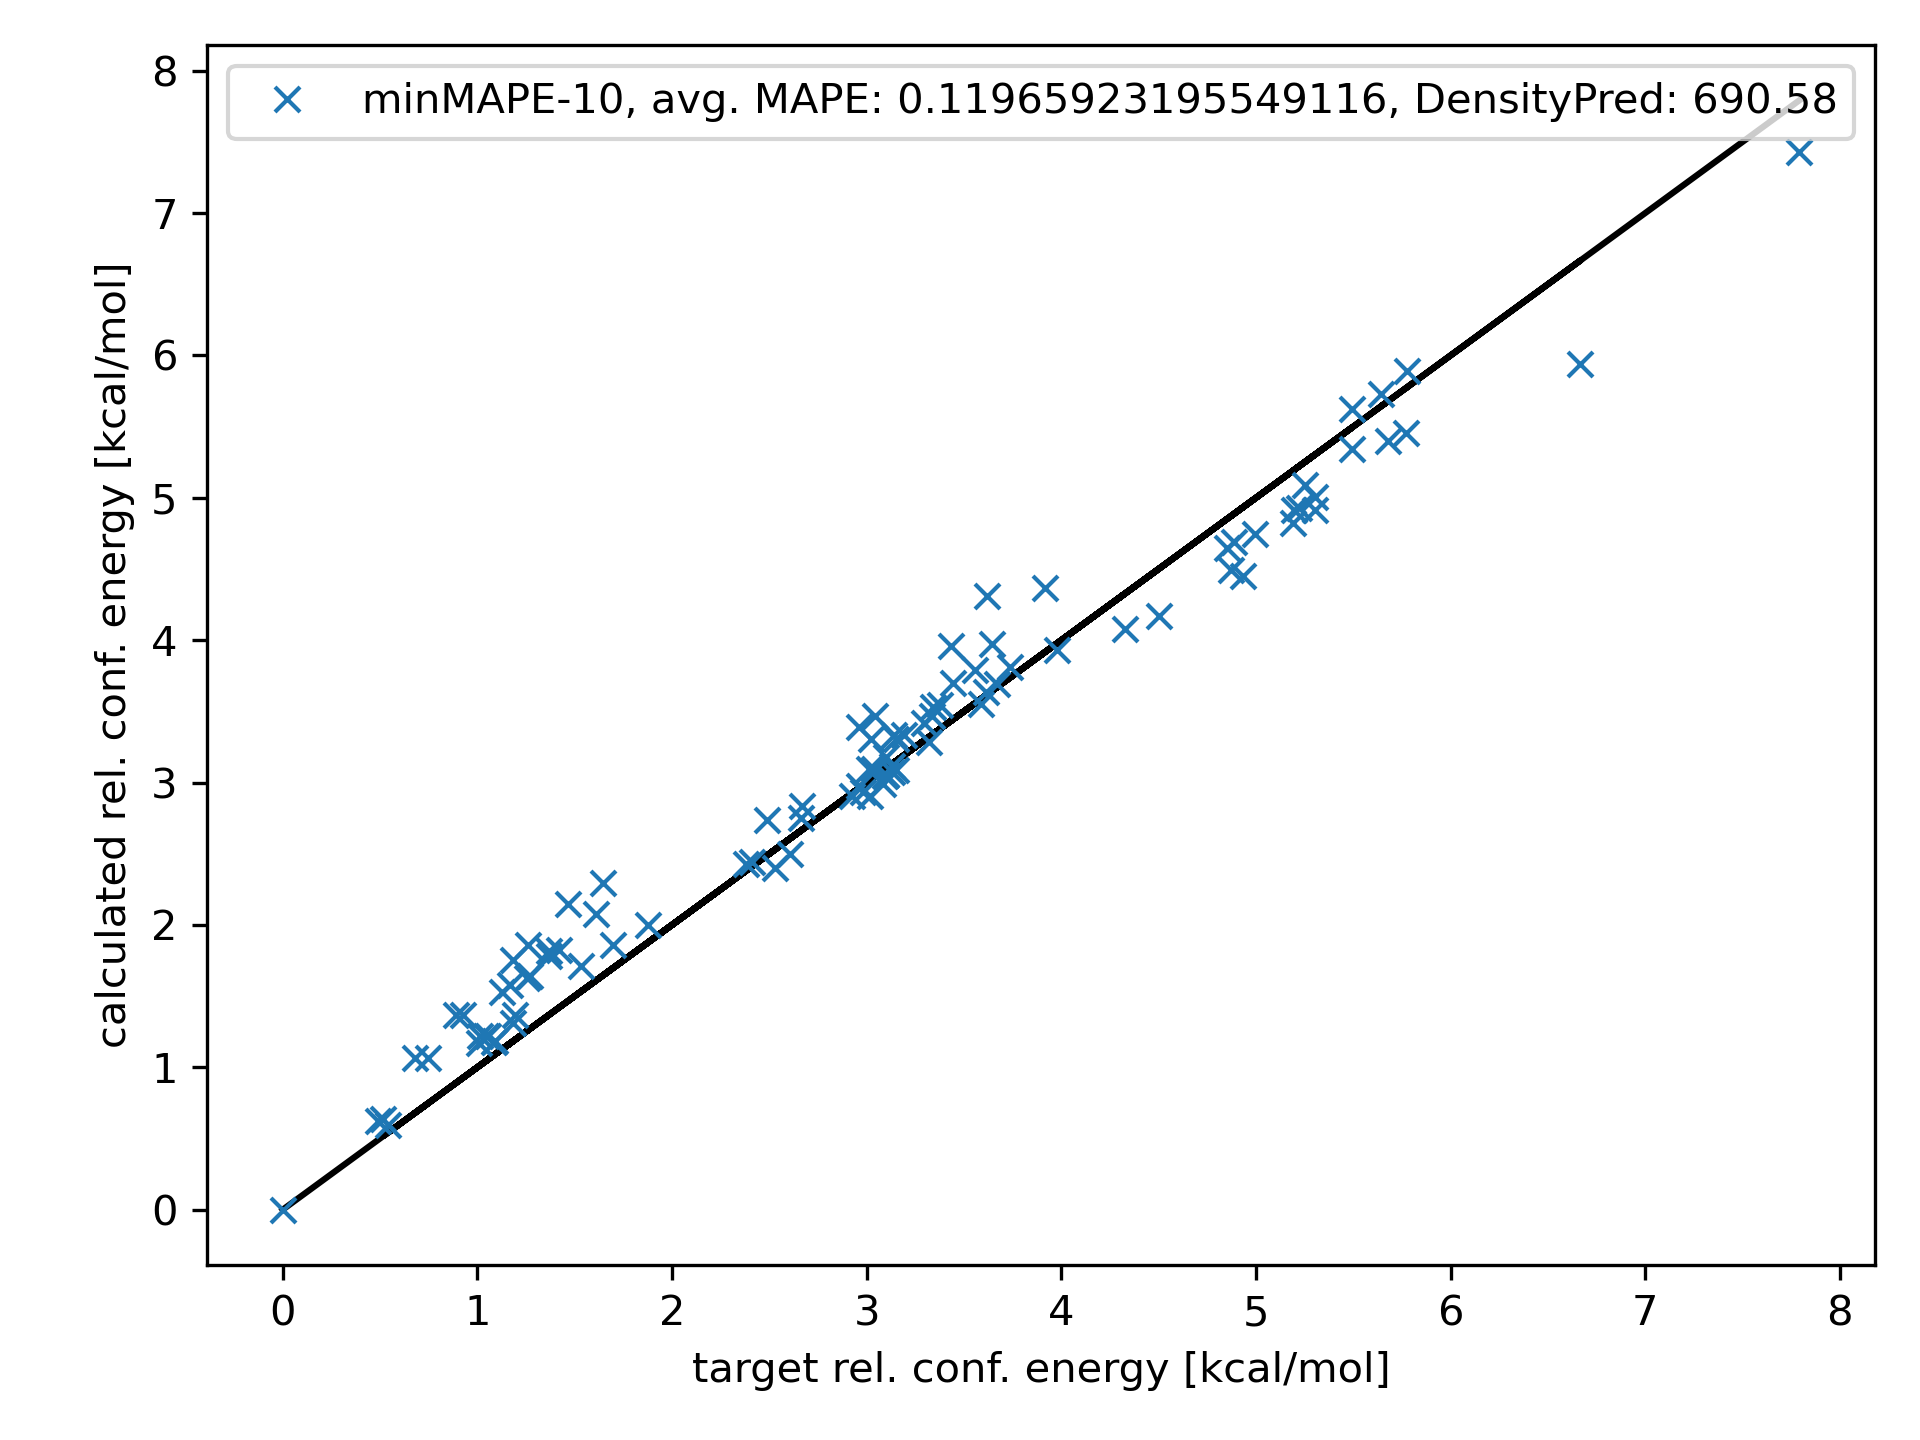 minMAPE-10, avg. MAPE: 0.11965923195549116, DensityPred: 690.58
8
7
6
5
4
3
2
1
0
calculated rel. conf. energy [kcal/mol]
0 1 2 3 4 5 6 7 8
target rel. conf. energy [kcal/mol]